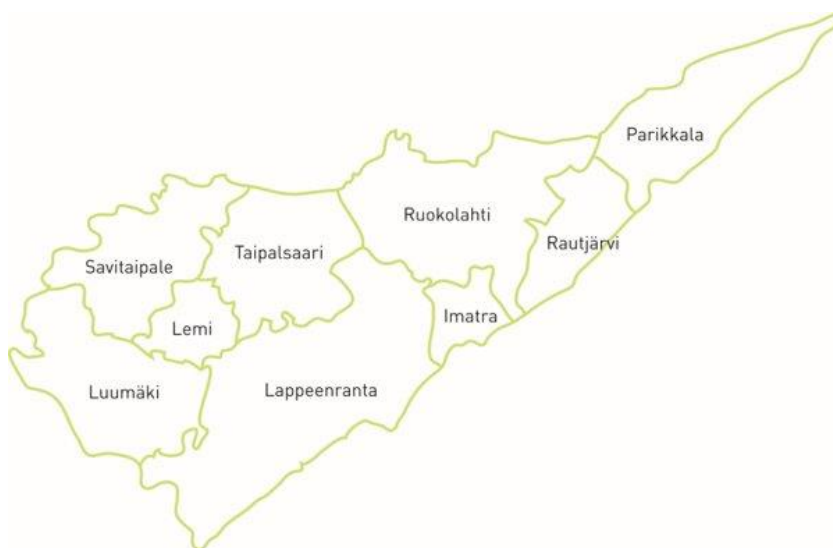 Parikkala
Ruokolahti
Rautjärvi
Taipalsaari
Savitaipale
Imatra
Lemi
Luumäki
Lappeenranta